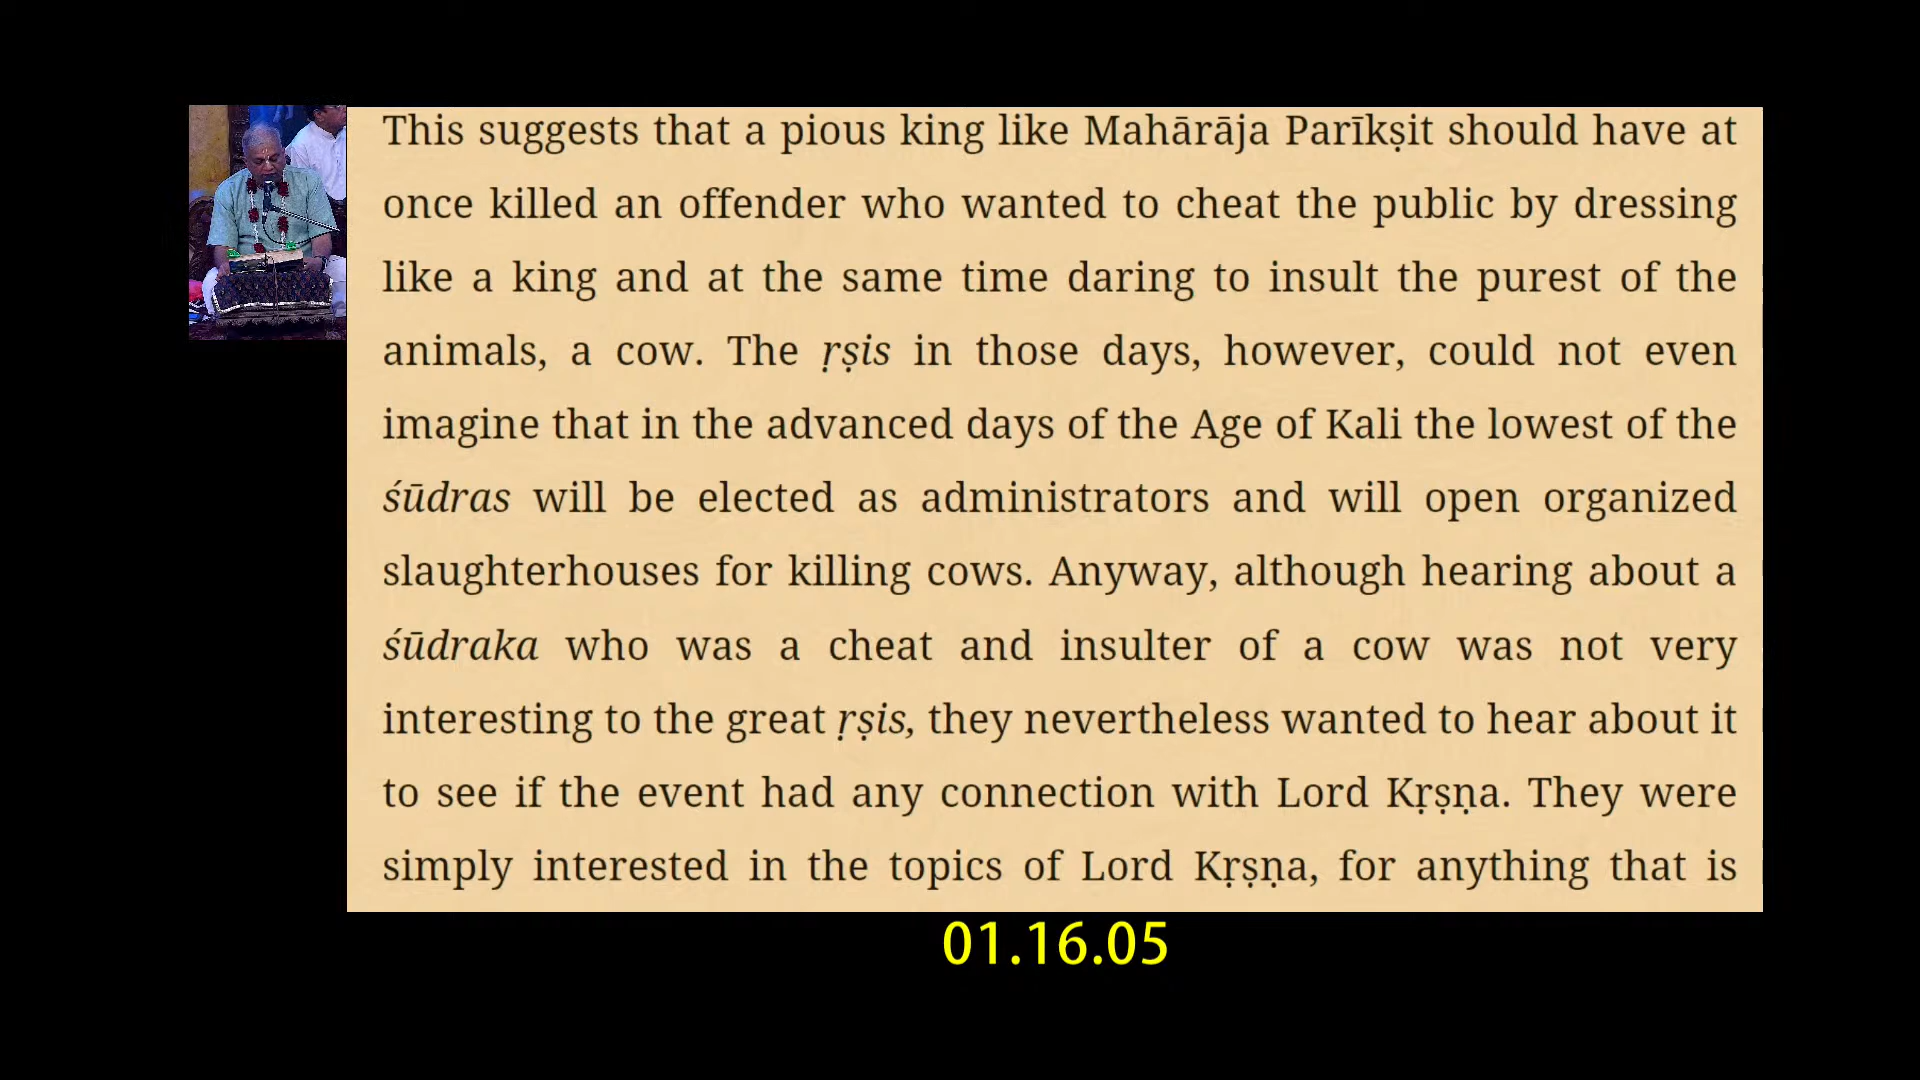 This suggests that a pious king like Mahārāja Parīkṣit should have at
once killed an offender who wanted to cheat the public by dressing
like a king and at the same time daring to insult the purest of the
animals, a cow. The ṛṣis in those days, however, could not even
imagine that in the advanced days of the Age of Kali the lowest of the
śūdras will be elected as administrators and will open organized
slaughterhouses for killing cows. Anyway, although hearing about a
śūdraka who was a cheat and insulter of a cow was not very
interesting to the great ṛṣis, they nevertheless wanted to hear about it
to see if the event had any connection with Lord Kṛṣṇa. They were
simply interested in the topics of Lord Kṛṣṇa, for anything that is
01.16.05